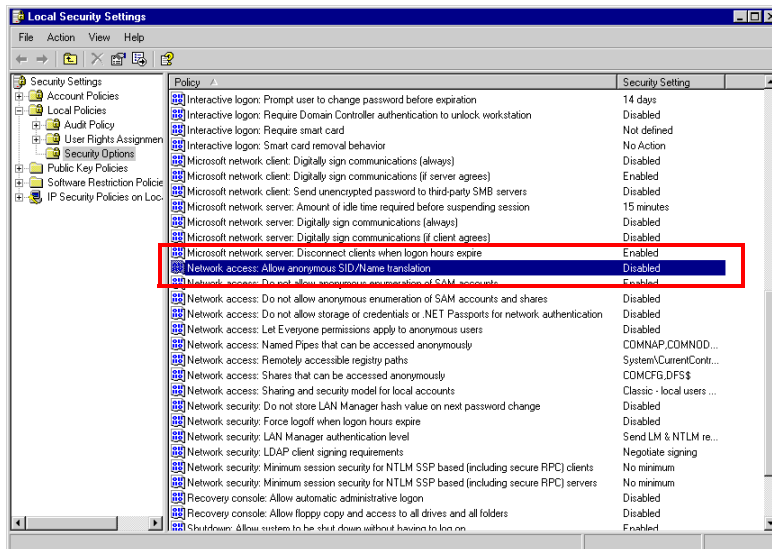 Local Security Settings
File Action View Help
Security Settings
Account Policies
Local Policies
Audit Policy
User Rights Assignmen
Security Options
Public Key Policies
Software Restriction Policie
IP Security Policies on Loc
Policy Security Setting
Interactive logon: Prompt user to change password before expiration 14 days
Interactive logon: Require Domain Controller authentication to unlock workstation Disabled
Interactive logon: Require smart card Not defined
Interactive logon: Smart card removal behavior No Action
Microsoft network client: Digitally sign communications (always) Disabled
Microsoft network client: Digitally sign communications (if server agrees) Enabled
Microsoft network client: Send unencrypted password to third-party SMB servers Disabled
Microsoft network server: Amount of idle time required before suspending session 15 minutes
Microsoft network server: Digitally sign communications (always) Disabled
Microsoft network server: Digitally sign communications (if client agrees) Disabled
Microsoft network server: Disconnect clients when logon hours expire Enabled
Network access: Allow anonymous SID/Name translation Disabled
Network access: Do not allow anonymous enumeration of SAM accounts Enabled
Network access: Do not allow anonymous enumeration of SAM accounts and shares Disabled
Network access: Do not allow storage of credentials or .NET Passports for network authentication Disabled
Network access: Let Everyone permissions apply to anonymous users Disabled
Network access: Named Pipes that can be accessed anonymously COMNAP,COMNOD...
Network access: Remotely accessible registry paths System\CurrentContr...
Network access: Shares that can be accessed anonymously COMCFG,DFS$
Network access: Sharing and security model for local accounts Classic - local users ...
Network security: Do not store LAN Manager hash value on next password change Disabled
Network security: Force logoff when logon hours expire Disabled
Network security: LAN Manager authentication level Send LM & NTLM re...
Network security: LDAP client signing requirements Negotiate signing
Network security: Minimum session security for NTLM SSP based (including secure RPC) clients No minimum
Network security: Minimum session security for NTLM SSP based (including secure RPC) servers No minimum
Recovery console: Allow automatic administrative logon Disabled
Recovery console: Allow floppy copy and access to all drives and all folders Disabled
Shutdown: Allow system to be shut down without having to log on Enabled